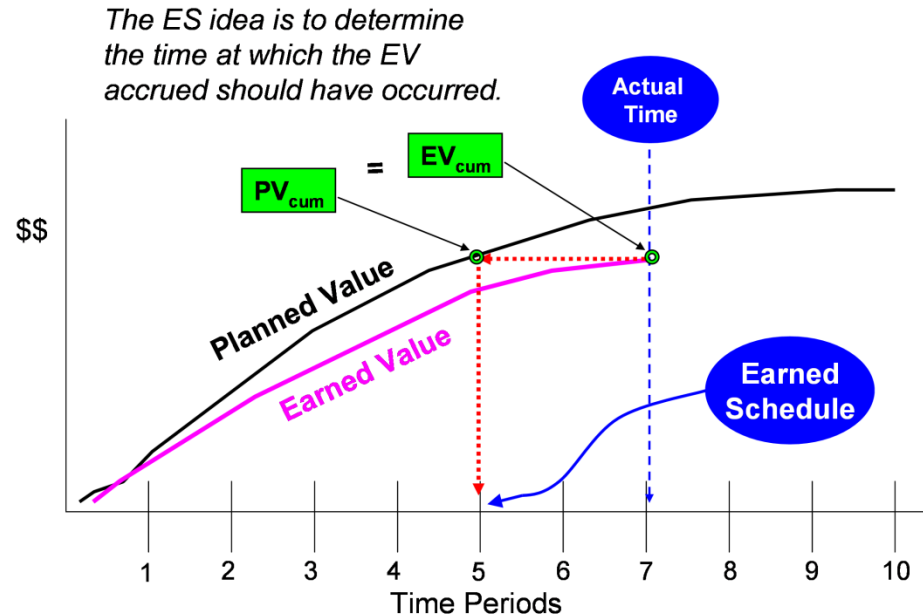 The ES idea is to determine
the time at which the EV
accrued should have occurred.
Actual
Time
PVcum
=
EVcum
$$
Planned Value
Earned Value
Earned
Schedule
1 2 3 4 5 6 7 8 9 10
Time Periods